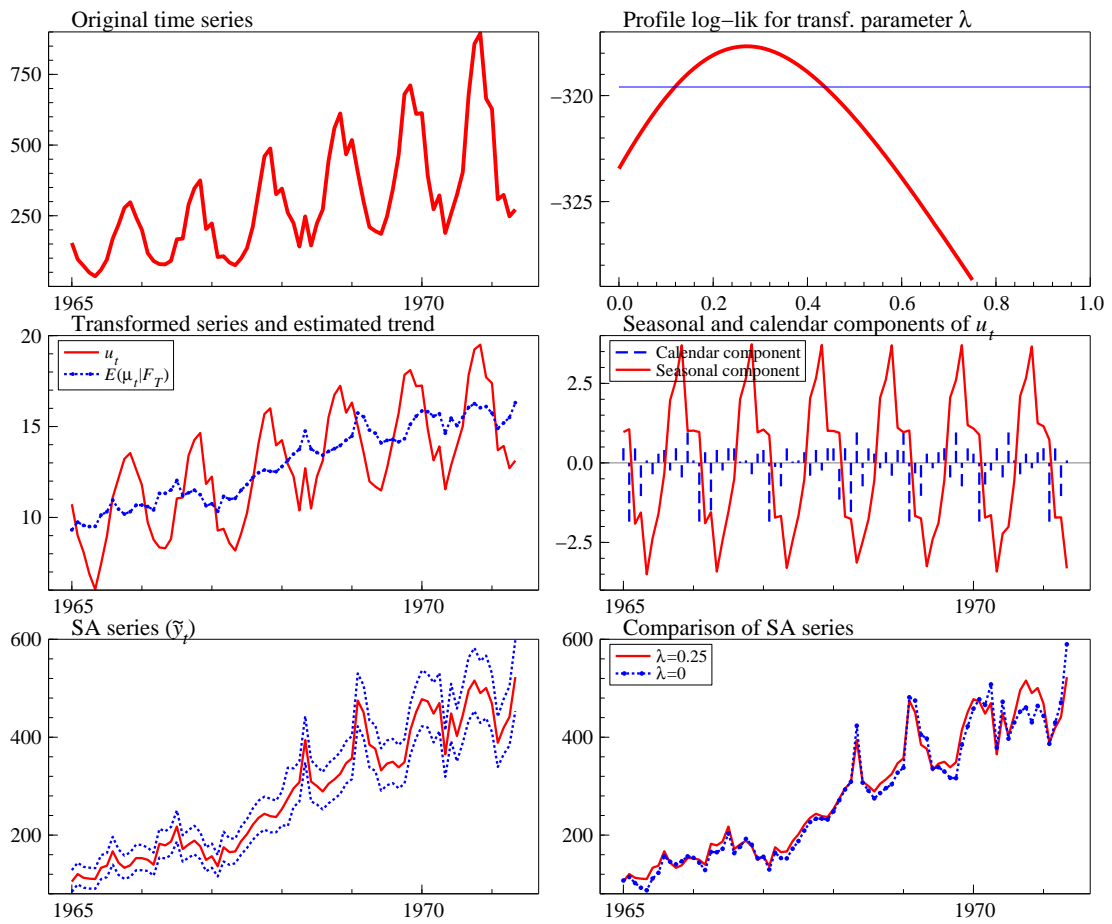 Original time series
750
500
250
1965
1970
Profile log−lik for transf. parameter λ
−320
−325
0.0
0.2
0.4
0.6
0.8
1.0
Transformed series and estimated trend
u_t
E(μ_t|F_T)
20
15
10
1965
1970
Seasonal and calendar components of u_t
Calendar component
Seasonal component
2.5
0.0
−2.5
1965
1970
SA series (ỹ_t)
600
400
200
1965
1970
Comparison of SA series
λ=0.25
λ=0
600
400
200
1965
1970